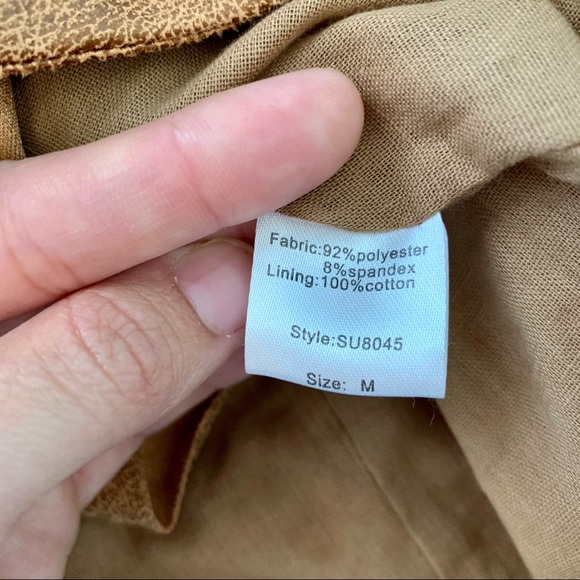 Fabric:92%polyester
8%spandex
Lining:100%cotton
Style:SU8045
Size: M